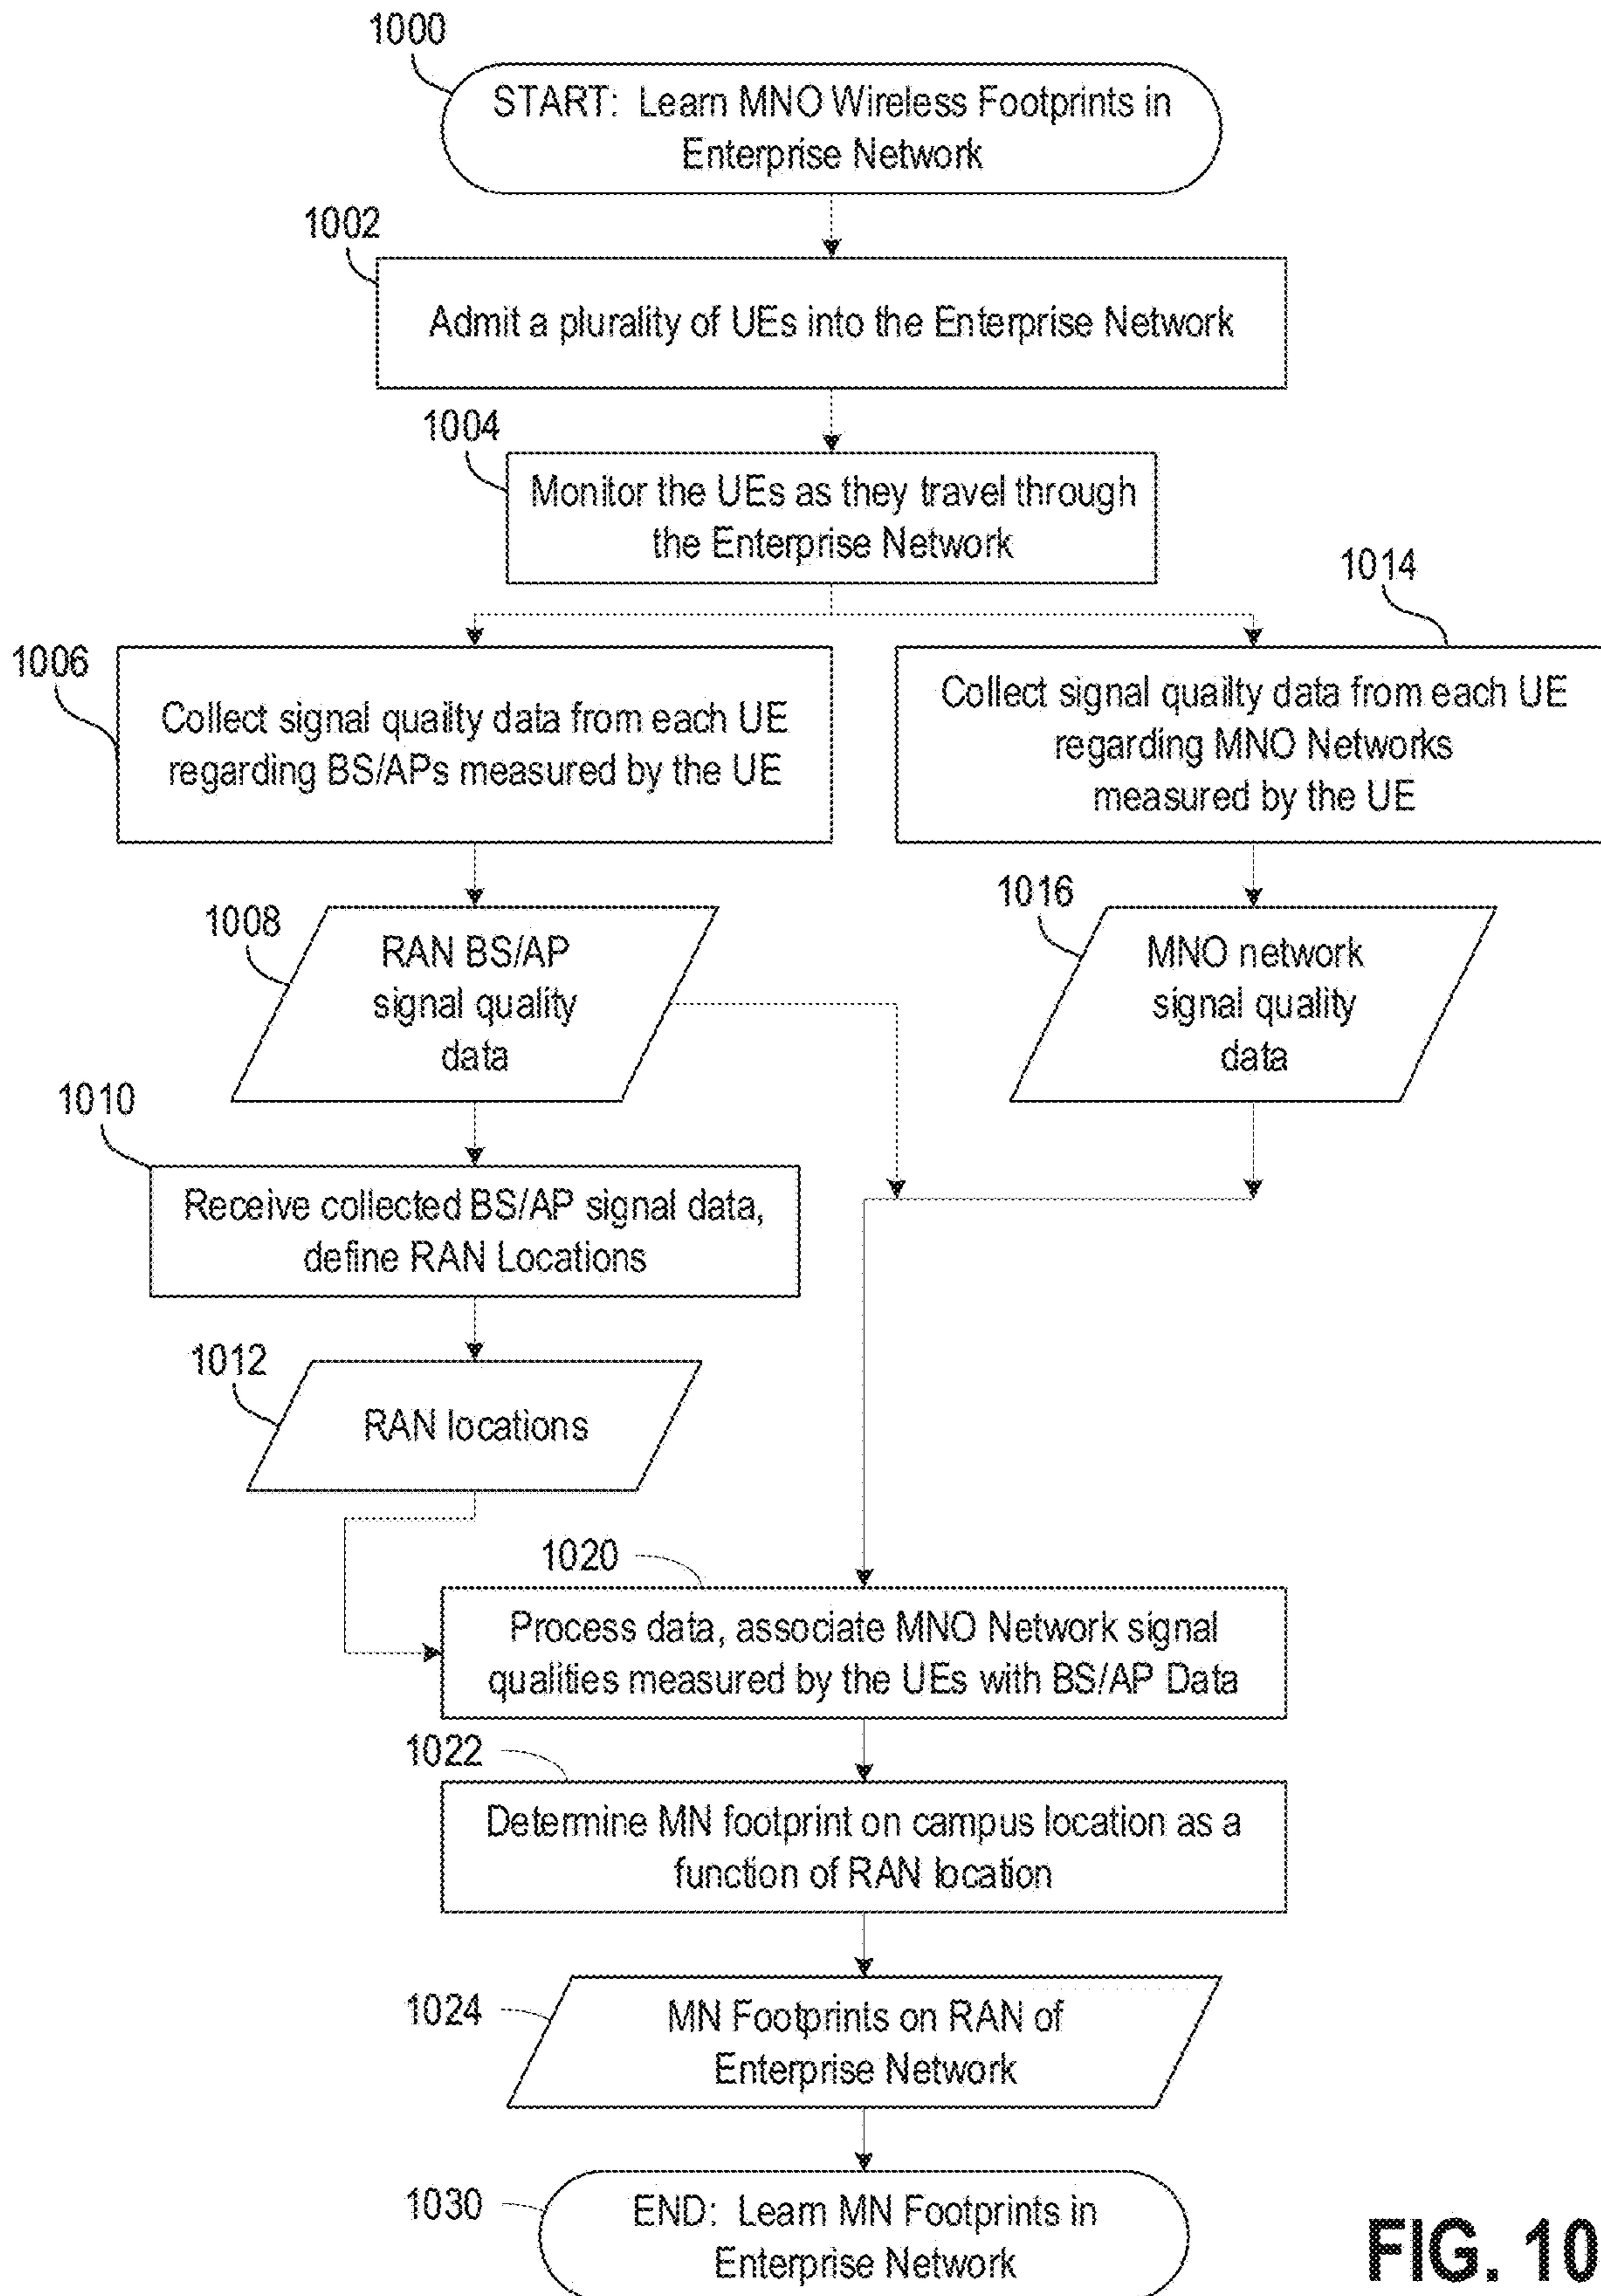 1000
START: Learn MNO Wireless Footprints in
Enterprise Network
1002
Admit a plurality of UEs into the Enterprise Network
1004
Monitor the UEs as they travel through
the Enterprise Network
1006
Collect signal quality data from each UE
regarding BS/APs measured by the UE
1014
Collect signal quality data from each UE
regarding MNO Networks
measured by the UE
1008
RAN BS/AP
signal quality
data
1016
MNO network
signal quality
data
1010
Receive collected BS/AP signal data,
define RAN Locations
1012
RAN locations
1020
Process data, associate MNO Network signal
qualities measured by the UEs with BS/AP Data
1022
Determine MN footprint on campus location as a
function of RAN location
1024
MN Footprints on RAN of
Enterprise Network
1030
END: Learn MN Footprints in
Enterprise Network
FIG. 10